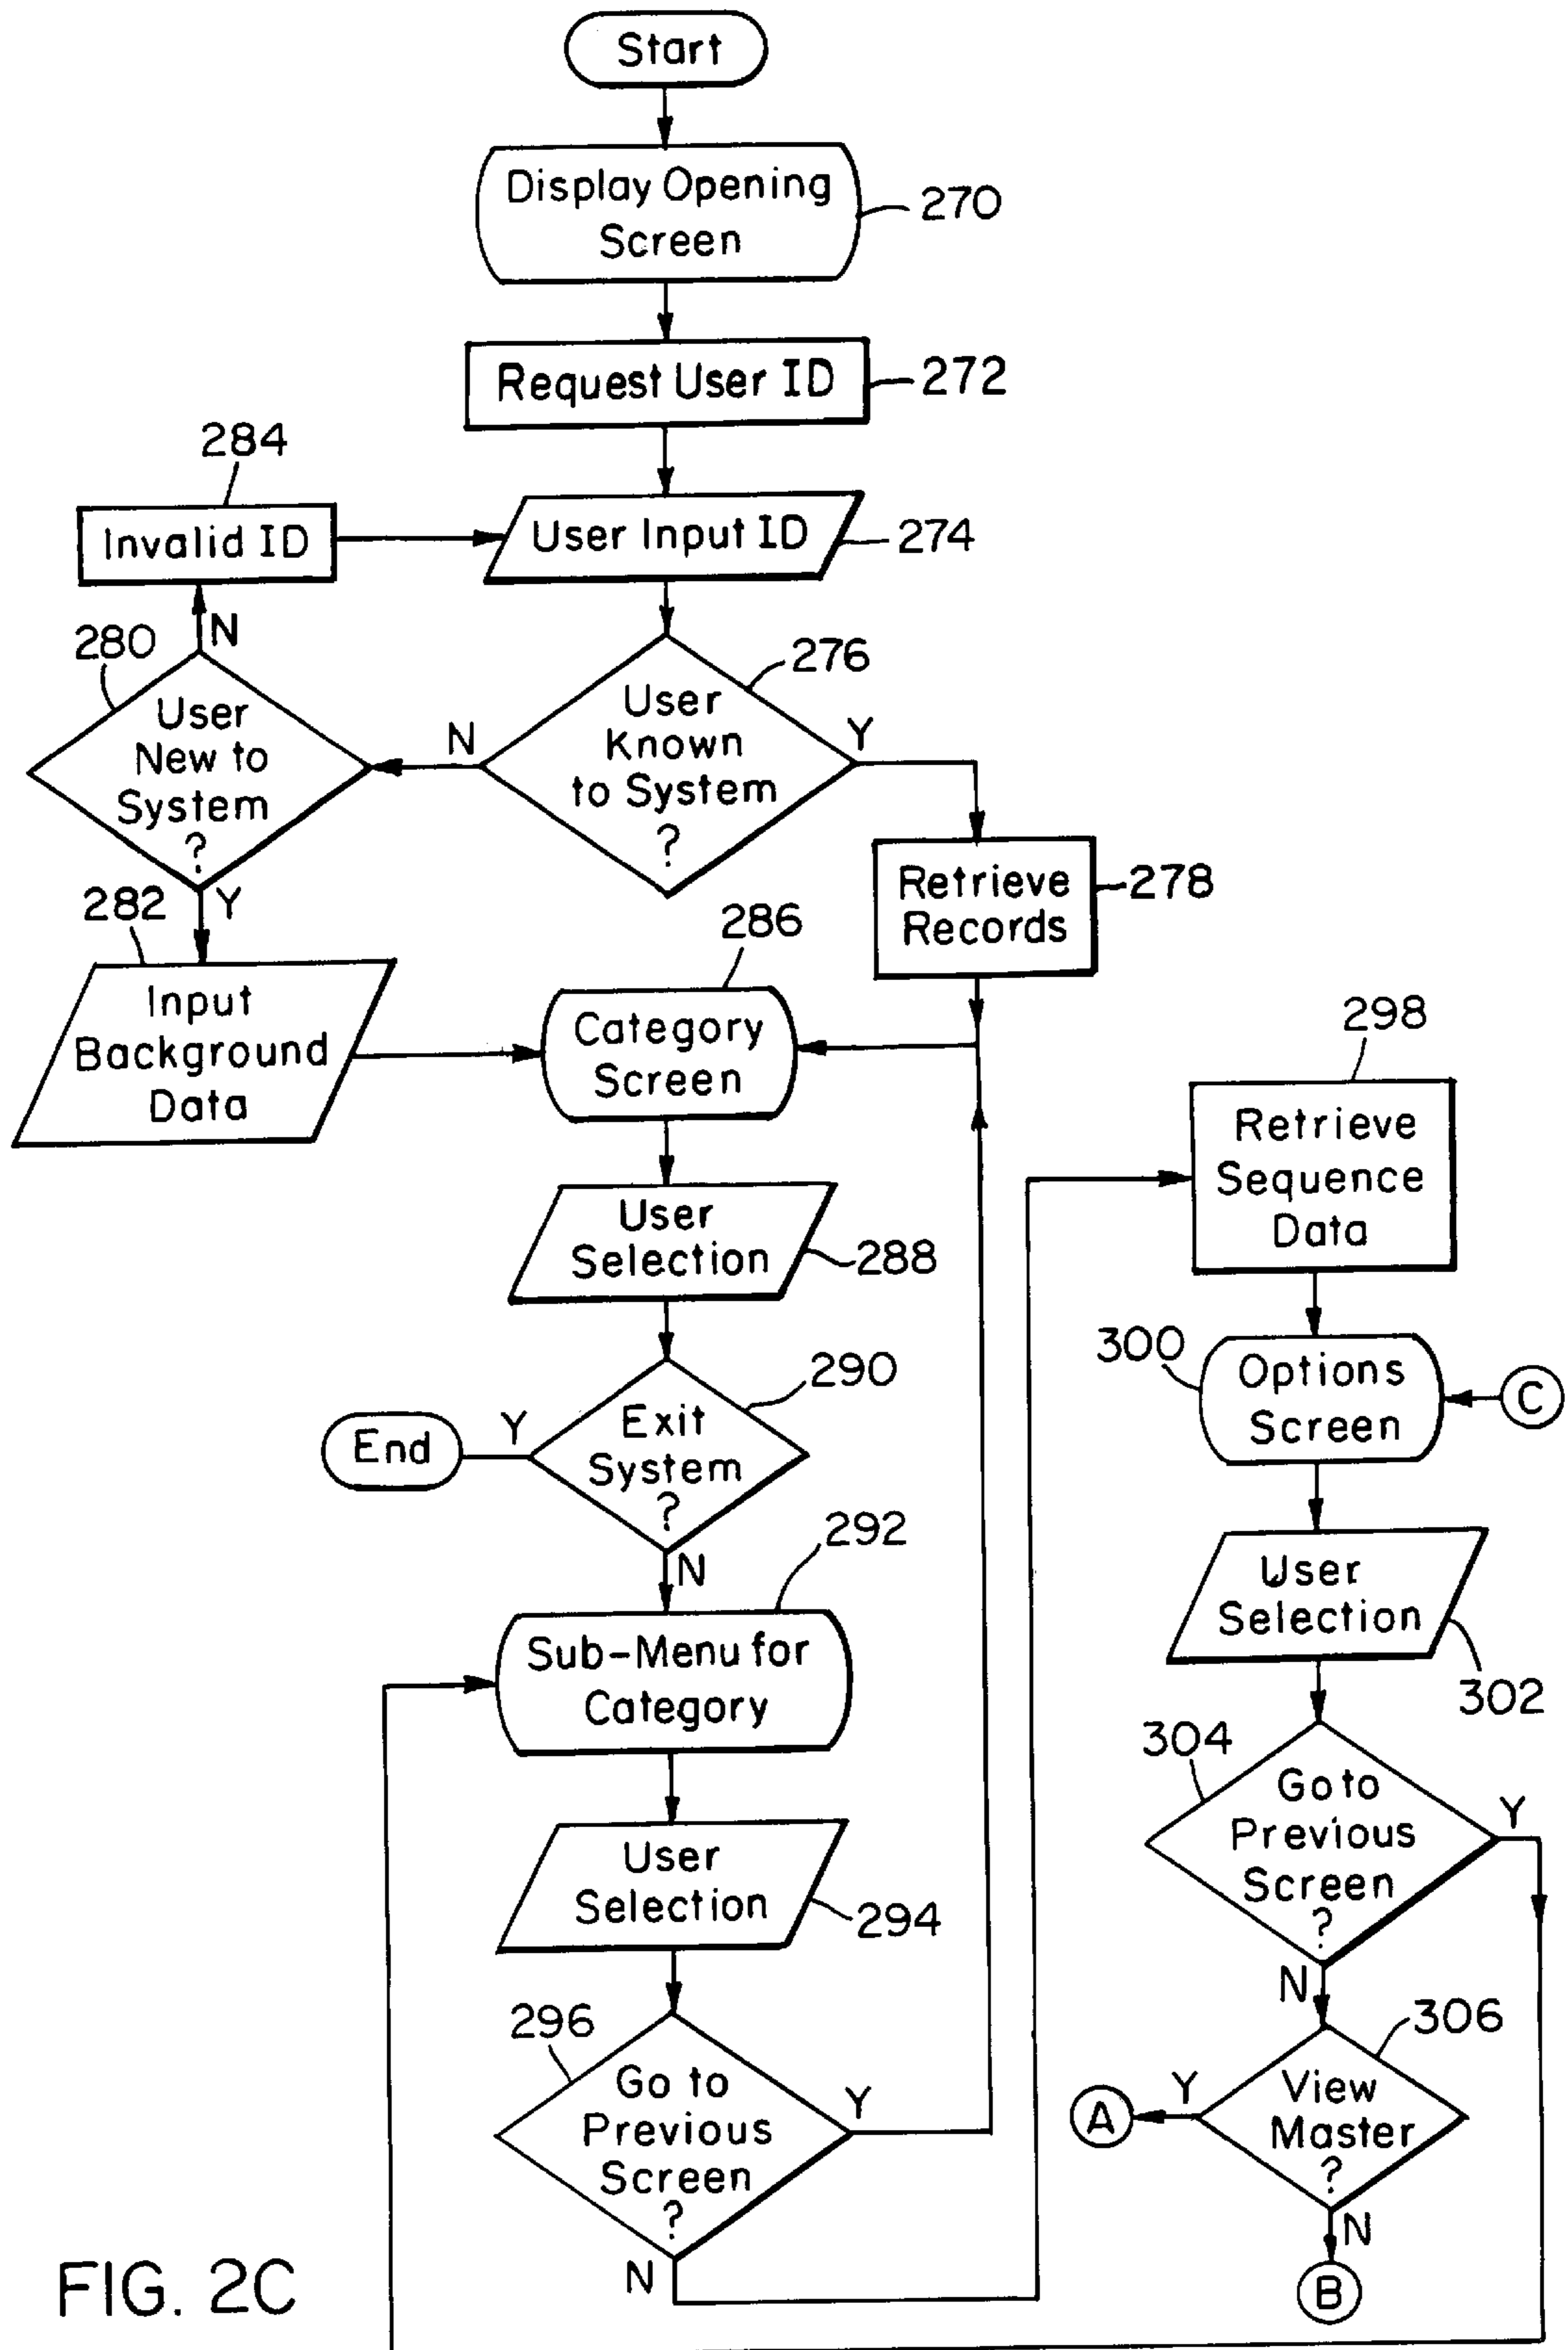 Start
Display Opening
Screen
270
Request User ID
272
284
Invalid ID
User Input ID
274
N
280
User
New to
System
?
Y
276
User
Known
to System
?
N
Y
282
Input
Background
Data
Retrieve
Records
278
286
Category
Screen
User
Selection
288
290
Exit
System
?
Y
End
N
292
Sub-Menu for
Category
User
Selection
294
296
Go to
Previous
Screen
?
Y
N
298
Retrieve
Sequence
Data
300
Options
Screen
C
User
Selection
302
304
Go to
Previous
Screen
?
Y
N
306
View
Master
?
Y
A
N
B
FIG. 2C